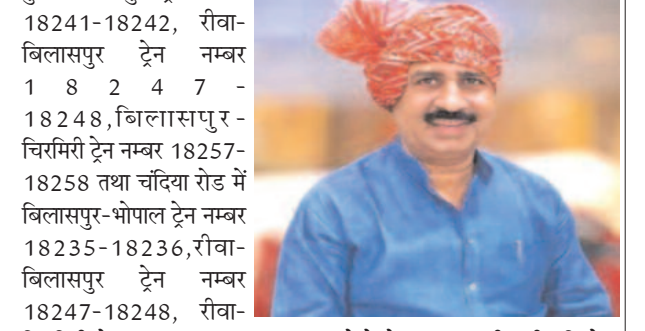 18241-18242, रीवा-
बिलासपुर ट्रेन नम्बर
1 8 2 4 7 -
18248,बिलासपुर-
चिरमिरी ट्रेन नम्बर 18257-
18258 तथा चंदिया रोड में
बिलासपुर-भोपाल ट्रेन नम्बर
18235-18236,रीवा-
बिलासपुर ट्रेन नम्बर
18247-18248, रीवा-